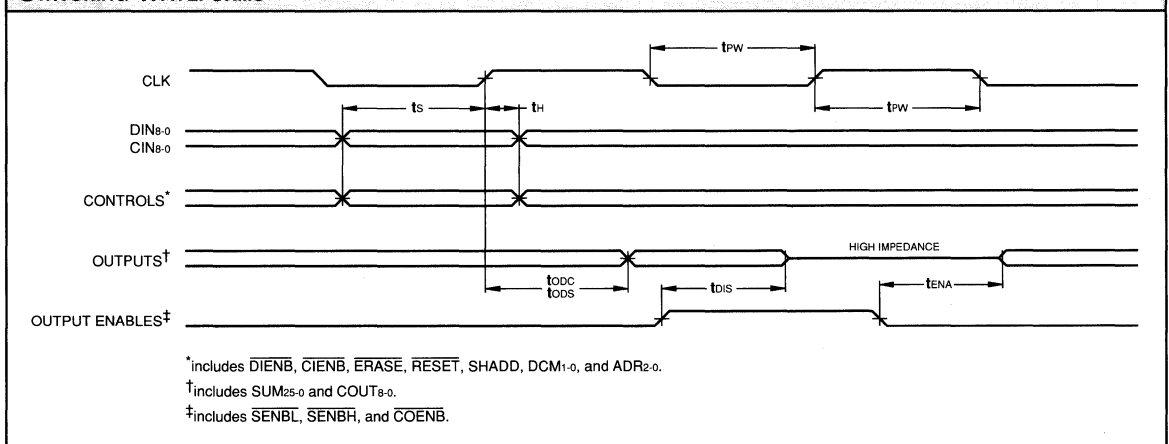 tPW
CLK
tS tH tPW
DIN8-0
CIN8-0
CONTROLS*
OUTPUTS† HIGH IMPEDANCE
tODC tDIS tENA
tODS
OUTPUT ENABLES‡
*includes DIENB, CIENB, ERASE, RESET, SHADD, DCM1-0, and ADR2-0.
†includes SUM25-0 and COUT8-0.
‡includes SENBL, SENBH, and COENB.